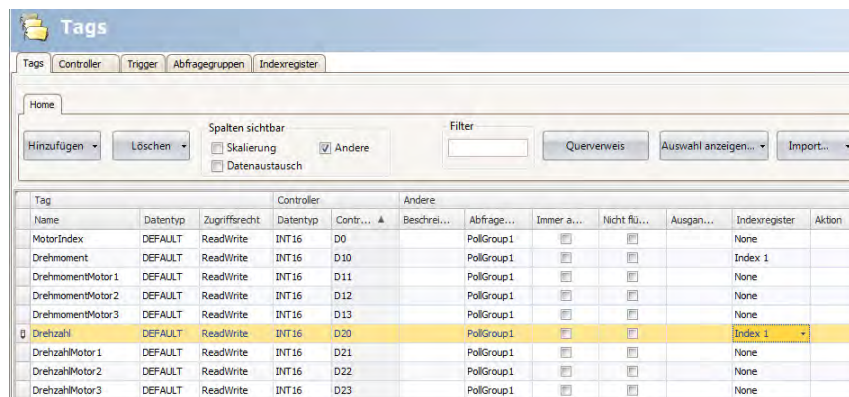 Tags
Tags Controller Trigger Abfragegruppen Indexregister
Home
Spalten sichtbar Filter
Hinzufügen Löschen Skalierung Andere Querverweis Auswahl anzeigen... Import...
Datenaustausch
Tag Controller Andere
Name Datentyp Zugriffsrecht Datentyp Contr... Beschrei... Abfrage... Immer a... Nicht flü... Ausgan... Indexregister Aktion
MotorIndex DEFAULT ReadWrite INT16 D0 PollGroup1 None
Drehmoment DEFAULT ReadWrite INT16 D10 PollGroup1 Index 1
DrehmomentMotor1 DEFAULT ReadWrite INT16 D11 PollGroup1 None
DrehmomentMotor2 DEFAULT ReadWrite INT16 D12 PollGroup1 None
DrehmomentMotor3 DEFAULT ReadWrite INT16 D13 PollGroup1 None
Drehzahl DEFAULT ReadWrite INT16 D20 PollGroup1 Index 1
DrehzahlMotor1 DEFAULT ReadWrite INT16 D21 PollGroup1 None
DrehzahlMotor2 DEFAULT ReadWrite INT16 D22 PollGroup1 None
DrehzahlMotor3 DEFAULT ReadWrite INT16 D23 PollGroup1 None